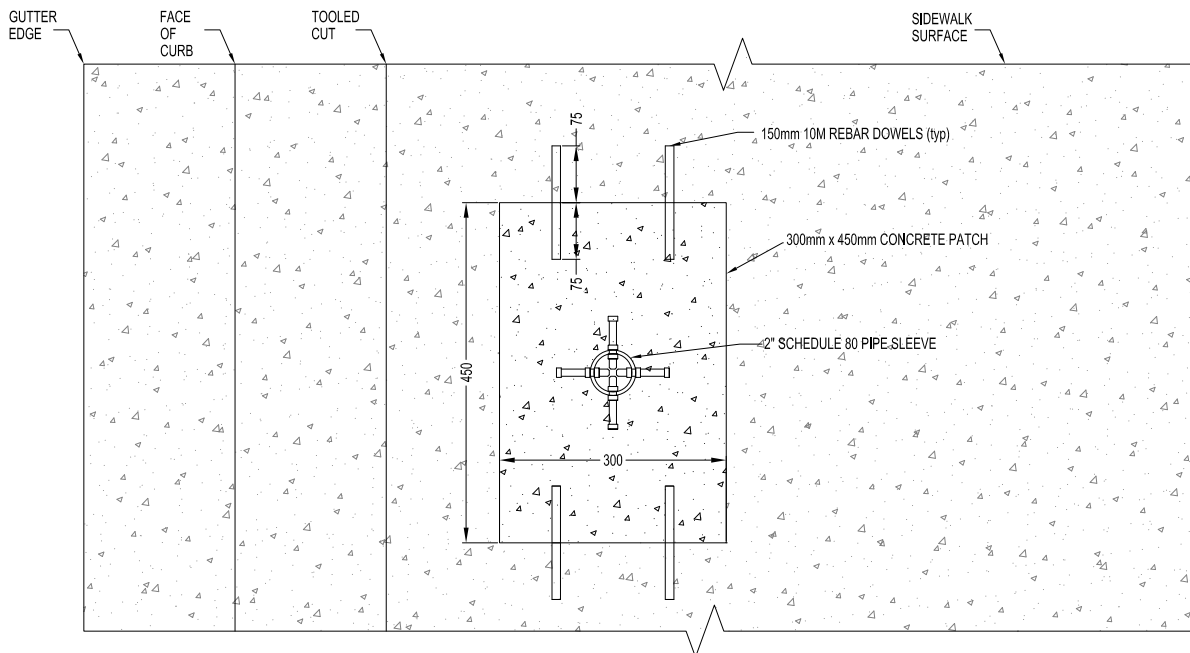 GUTTER
EDGE
FACE
OF
CURB
TOOLED
CUT
SIDEWALK
SURFACE
75
150mm 10M REBAR DOWELS (typ)
300mm x 450mm CONCRETE PATCH
75
2" SCHEDULE 80 PIPE SLEEVE
450
300